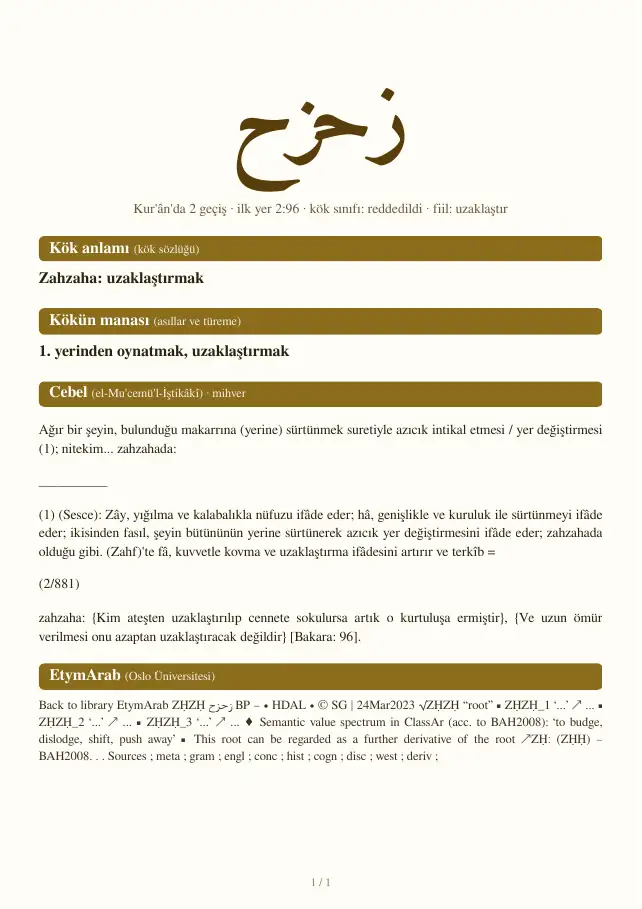 زحزح
Kur'ân'da 2 geçiş · ilk yer 2:96 · kök sınıfı: reddedildi · fiil: uzaklaştır
Kök anlamı (kök sözlüğü)
Zahzaha: uzaklaştırmak
Kökün manası (asıllar ve türeme)
1. yerinden oynatmak, uzaklaştırmak
Cebel (el-Mu'cemü'l-İştikâkî) · mihver
Ağır bir şeyin, bulunduğu makarrına (yerine) sürtünmek suretiyle azıcık intikal etmesi / yer değiştirmesi
(1); nitekim... zahzahada:
__________
(1) (Sesce): Zây, yığılma ve kalabalıkla nüfuzu ifâde eder; hâ, genişlikle ve kuruluk ile sürtünmeyi ifâde
eder; ikisinden fasıl, şeyin bütününün yerine sürtünerek azıcık yer değiştirmesini ifâde eder; zahzahada
olduğu gibi. (Zahf)'te fâ, kuvvetle kovma ve uzaklaştırma ifâdesini artırır ve terkîb =
(2/881)
zahzaha: {Kim ateşten uzaklaştırılıp cennete sokulursa artık o kurtuluşa ermiştir}, {Ve uzun ömür
verilmesi onu azaptan uzaklaştıracak değildir} [Bakara: 96].
EtymArab (Oslo Üniversitesi)
Back to library EtymArab ZḤZḤ زحزح BP – • HDAL • © SG | 24Mar2023 √ZḤZḤ “root” ▪ ZḤZḤ_1 ‘...’ ↗ ... ▪
ZḤZḤ_2 ‘...’ ↗ ... ▪ ZḤZḤ_3 ‘...’ ↗ ... ♦ Semantic value spectrum in ClassAr (acc. to BAH2008): ‘to budge,
dislodge, shift, push away’ ▪ This root can be regarded as a further derivative of the root ↗ZḤ: (ZḤḤ) –
BAH2008. . . Sources ; meta ; gram ; engl ; conc ; hist ; cogn ; disc ; west ; deriv ;
1 / 1